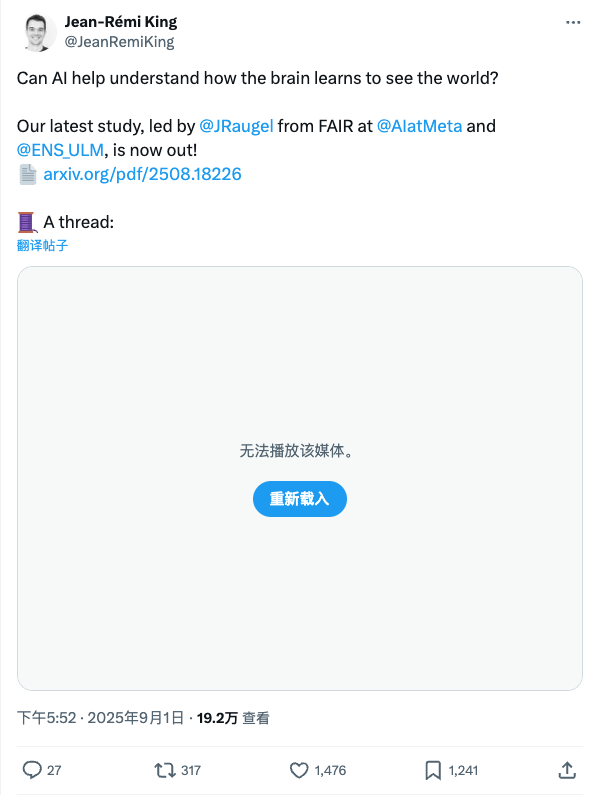 Jean-Rémi King
@JeanRemiKing
Can AI help understand how the brain learns to see the world?
Our latest study, led by @JRaugel from FAIR at @AIatMeta and
@ENS_ULM, is now out!
📄 arxiv.org/pdf/2508.18226
🧵 A thread:
翻译帖子
无法播放该媒体。
重新载入
下午5:52 · 2025年9月1日 · 19.2万 查看
27 317 1,476 1,241